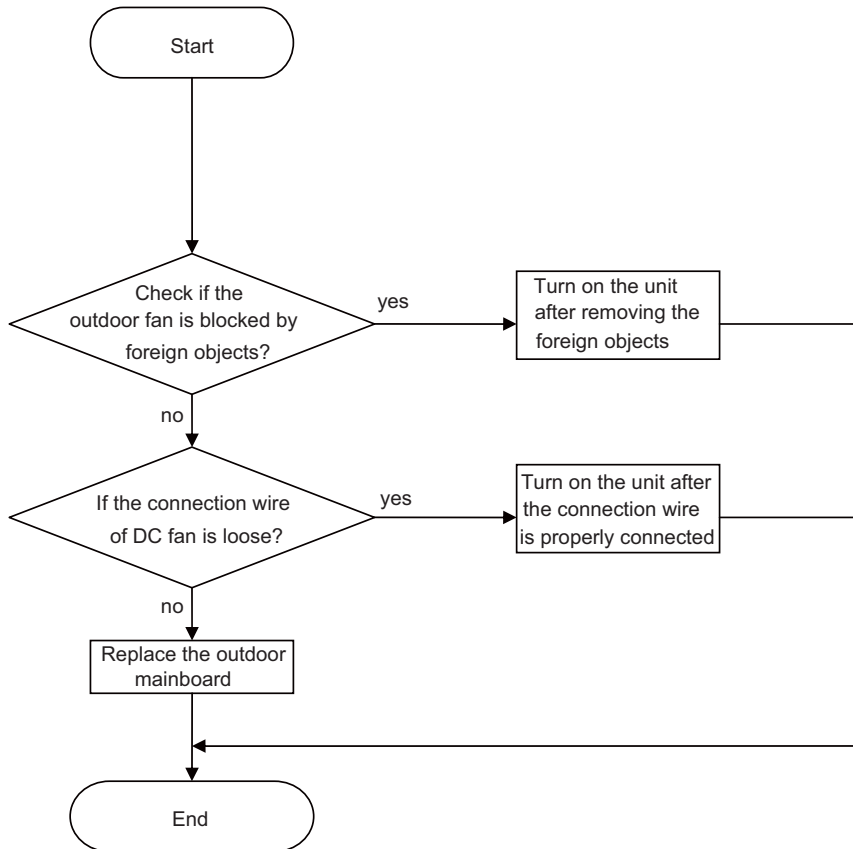 Start
Check if the
outdoor fan is blocked by
foreign objects?
yes
Turn on the unit
after removing the
foreign objects
no
If the connection wire
of DC fan is loose?
yes
Turn on the unit after
the connection wire
is properly connected
no
Replace the outdoor
mainboard
End